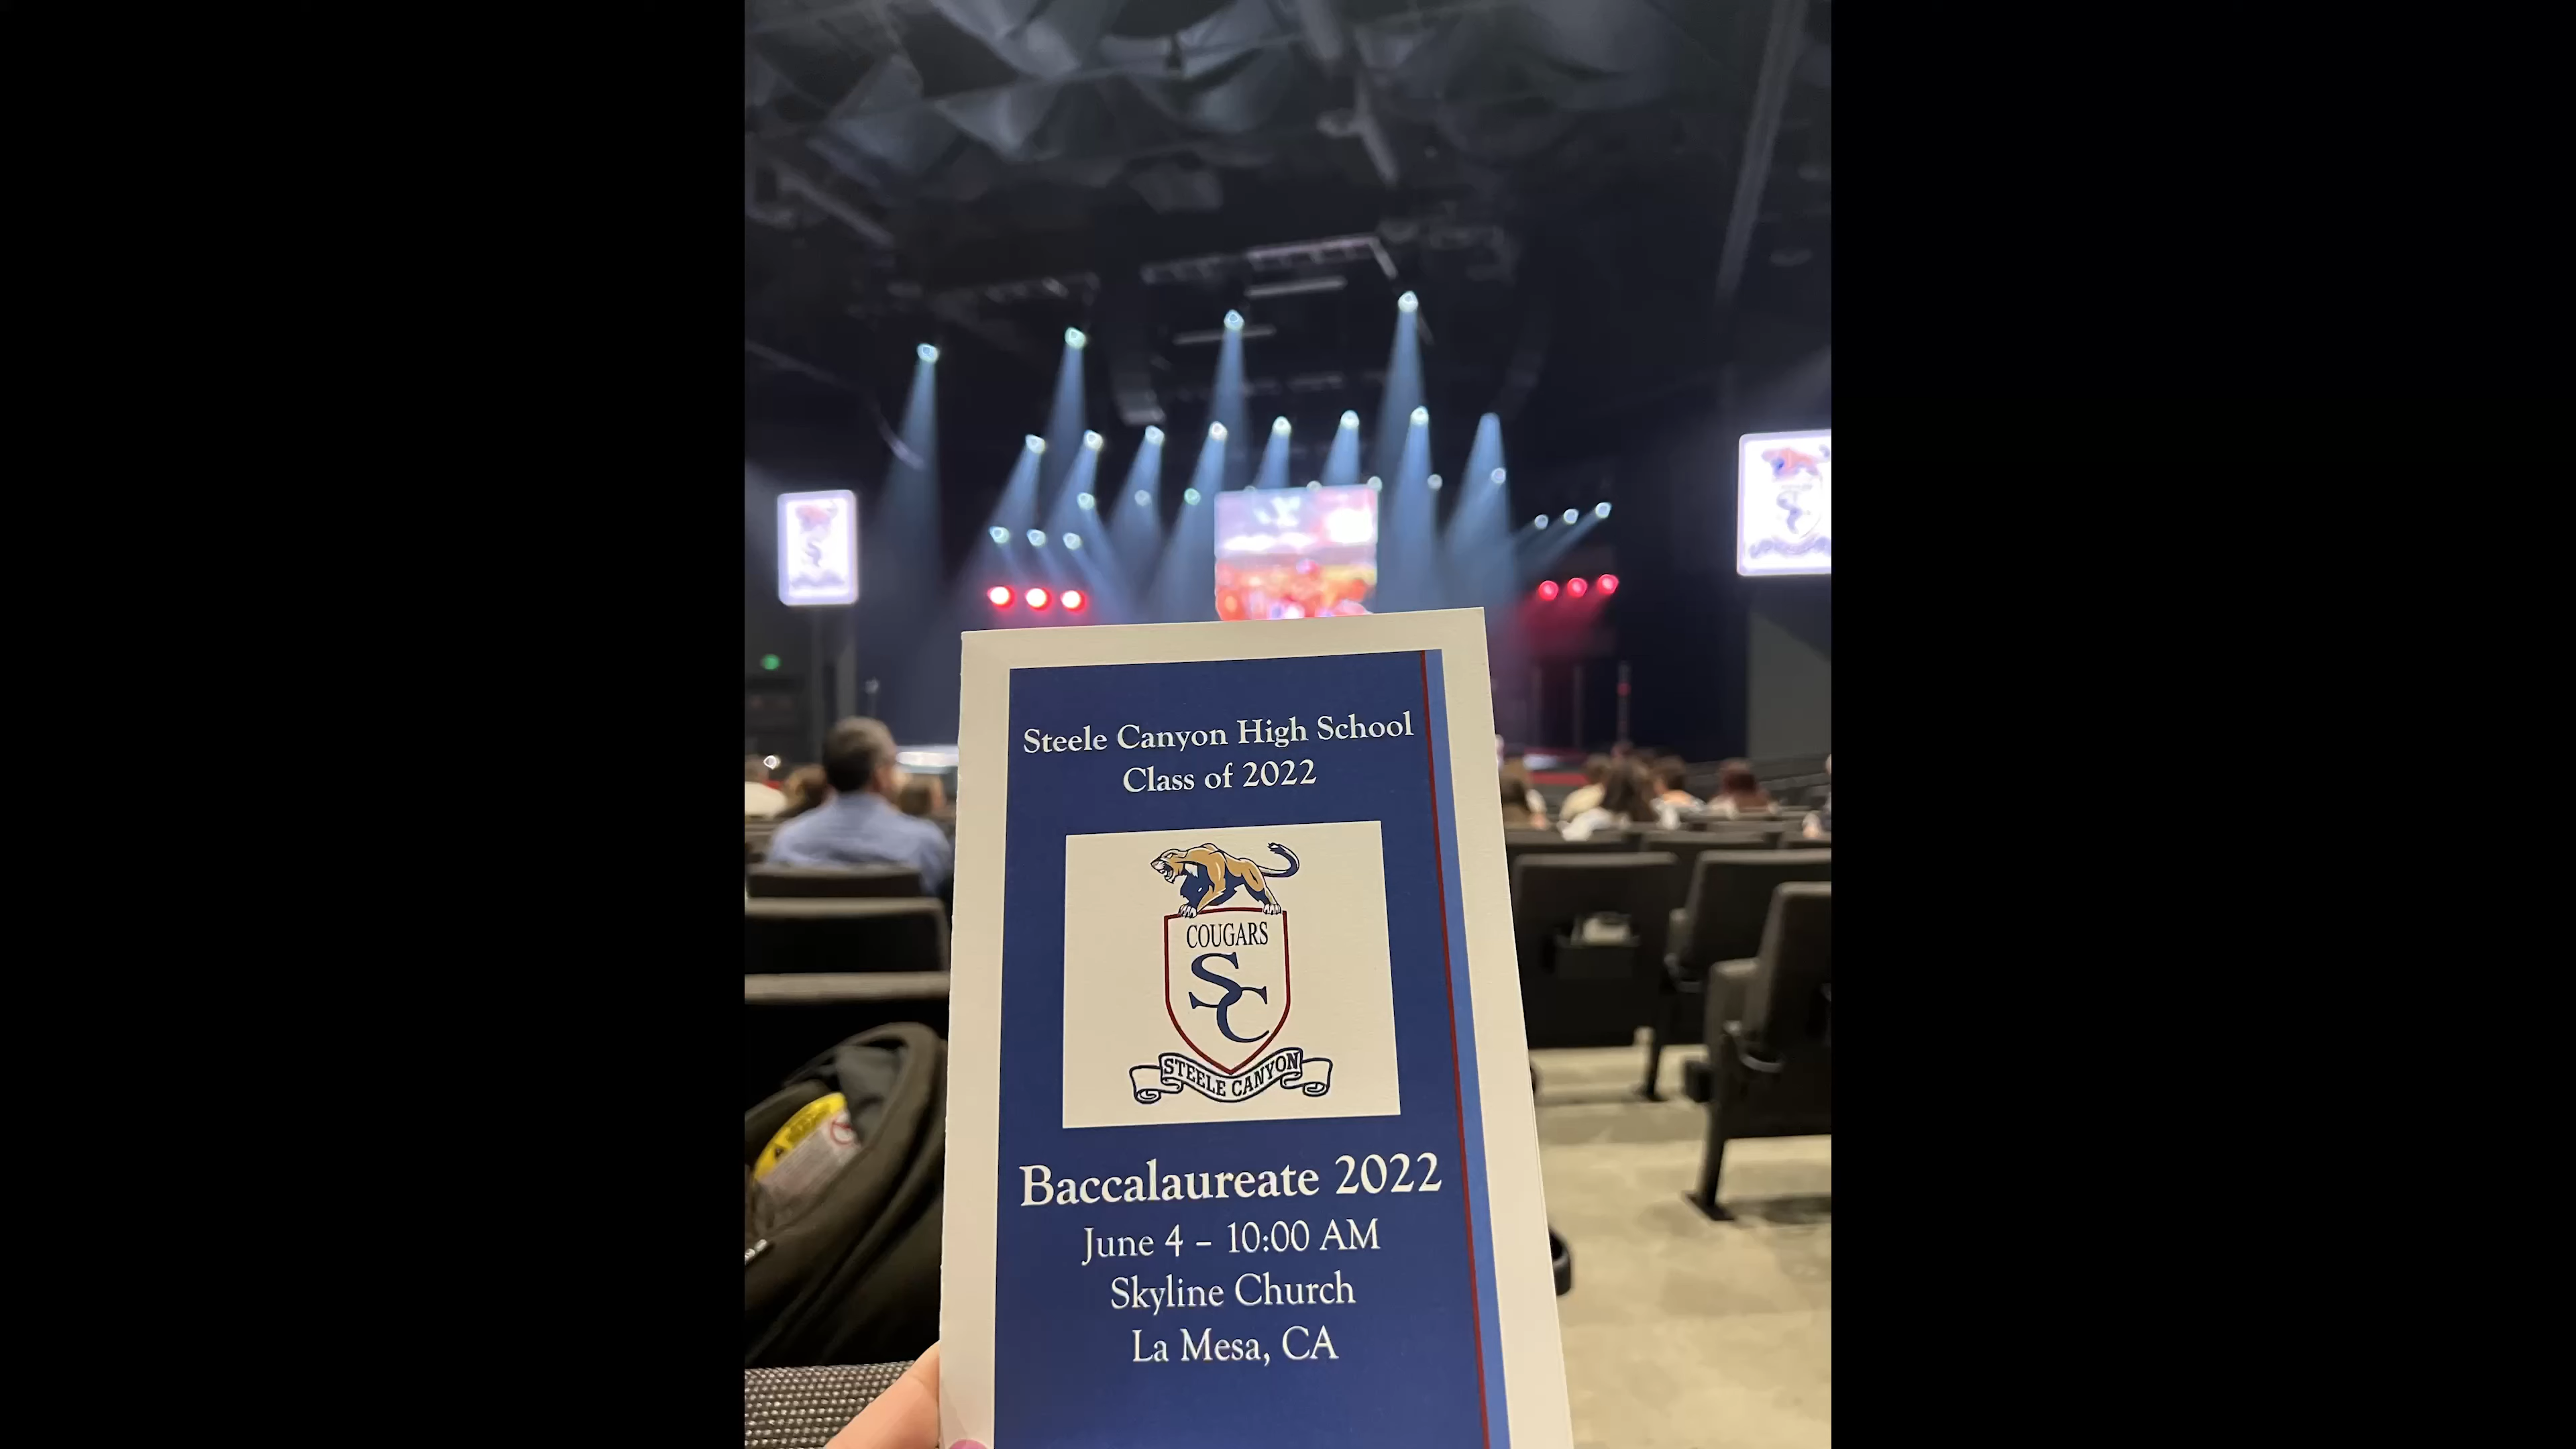 Steele Canyon High School
Class of 2022
COUGARS
SC
STEELE CANYON
Baccalaureate 2022
June 4 – 10:00 AM
Skyline Church
La Mesa, CA